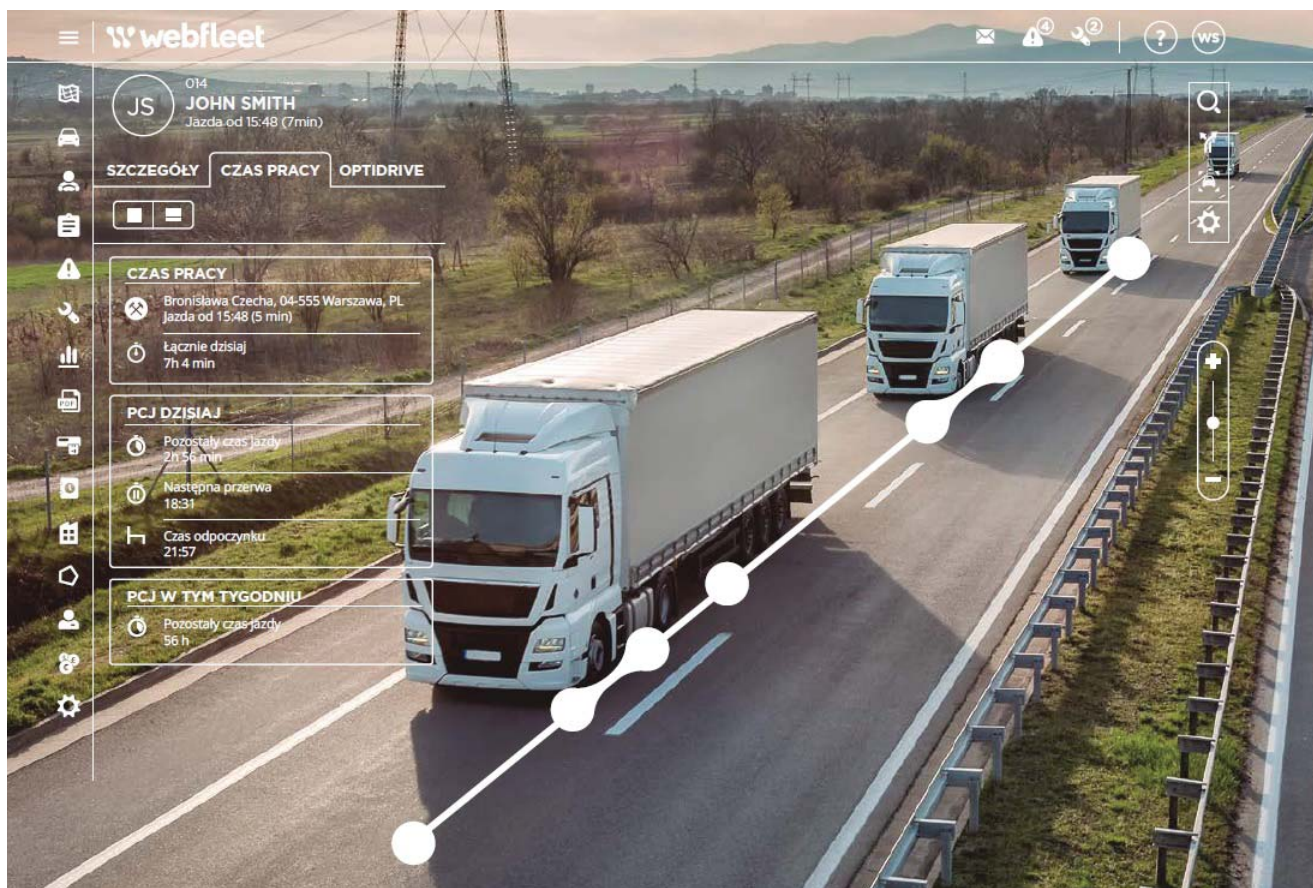 webfleet
4
2
?
WS
014
JS
JOHN SMITH
Jazda od 15:48 (7min)
SZCZEGÓŁY
CZAS PRACY
OPTIDRIVE
CZAS PRACY
Bronisława Czecha, 04-555 Warszawa, PL
Jazda od 15:48 (5 min)
Łącznie dzisiaj
7h 4 min
PCJ DZISIAJ
Pozostały czas jazdy
2h 56 min
Następna przerwa
18:31
Czas odpoczynku
21:57
PCJ W TYM TYGODNIU
Pozostały czas jazdy
56 h
PDF